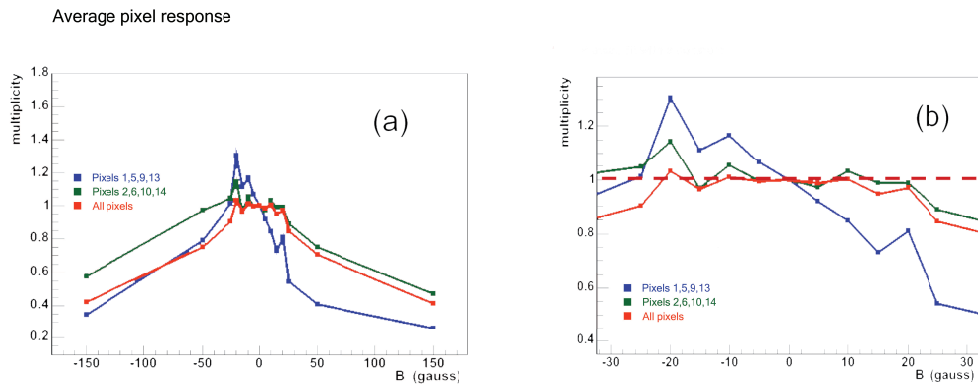 Average pixel response
multiplicity
1.8
1.6
1.4
1.2
1
0.8
0.6
0.4
0.2
(a)
Pixels 1,5,9,13
Pixels 2,6,10,14
All pixels
-150 -100 -50 0 50 100 150
B (gauss)
multiplicity
1.2
1
0.8
0.6
0.4
(b)
Pixels 1,5,9,13
Pixels 2,6,10,14
All pixels
-30 -20 -10 0 10 20 30
B (gauss)